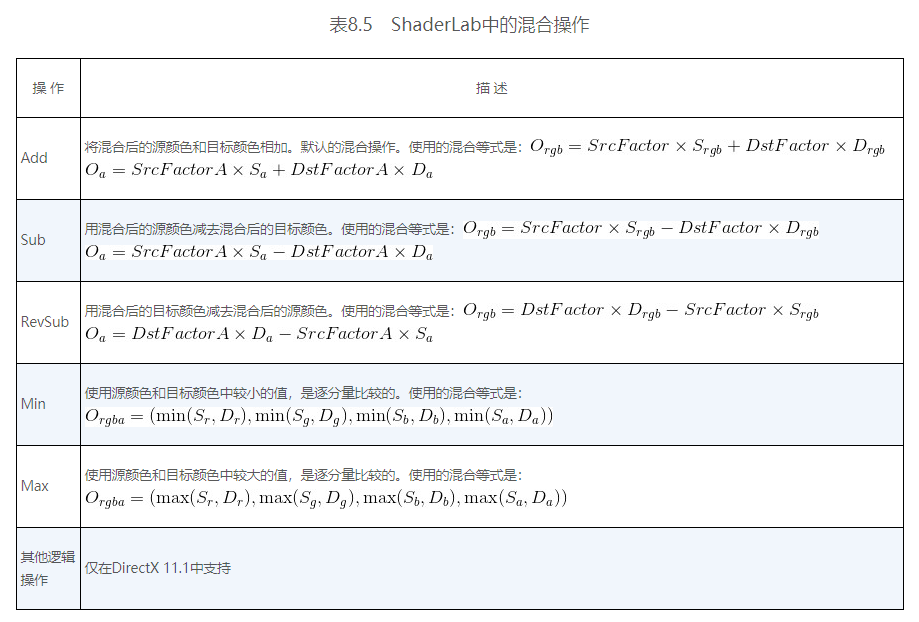 表8.5 ShaderLab中的混合操作
操 作
描 述
Add
将混合后的源颜色和目标颜色相加。默认的混合操作。使用的混合等式是：O_{rgb} = SrcFactor × S_{rgb} + DstFactor × D_{rgb}
O_a = SrcFactorA × S_a + DstFactorA × D_a
Sub
用混合后的源颜色减去混合后的目标颜色。使用的混合等式是：O_{rgb} = SrcFactor × S_{rgb} − DstFactor × D_{rgb}
O_a = SrcFactorA × S_a − DstFactorA × D_a
RevSub
用混合后的目标颜色减去混合后的源颜色。使用的混合等式是：O_{rgb} = DstFactor × D_{rgb} − SrcFactor × S_{rgb}
O_a = DstFactorA × D_a − SrcFactorA × S_a
Min
使用源颜色和目标颜色中较小的值，是逐分量比较的。使用的混合等式是：
O_{rgba} = (min(S_r, D_r), min(S_g, D_g), min(S_b, D_b), min(S_a, D_a))
Max
使用源颜色和目标颜色中较大的值，是逐分量比较的。使用的混合等式是：
O_{rgba} = (max(S_r, D_r), max(S_g, D_g), max(S_b, D_b), max(S_a, D_a))
其他逻辑
操作
仅在DirectX 11.1中支持